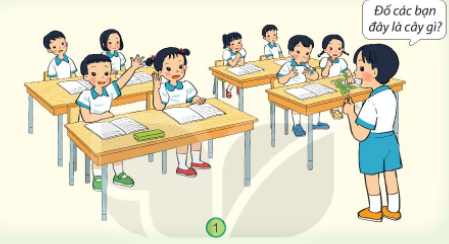 Đố các bạn
đây là cây gì?
1